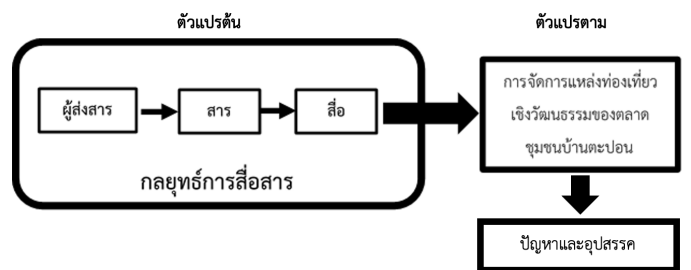 ตัวแปรต้น
ตัวแปรตาม
ผู้ส่งสาร
สาร
สื่อ
กลยุทธ์การสื่อสาร
การจัดการแหล่งท่องเที่ยว
เชิงวัฒนธรรมของตลาด
ชุมชนบ้านตะปอน
ปัญหาและอุปสรรค